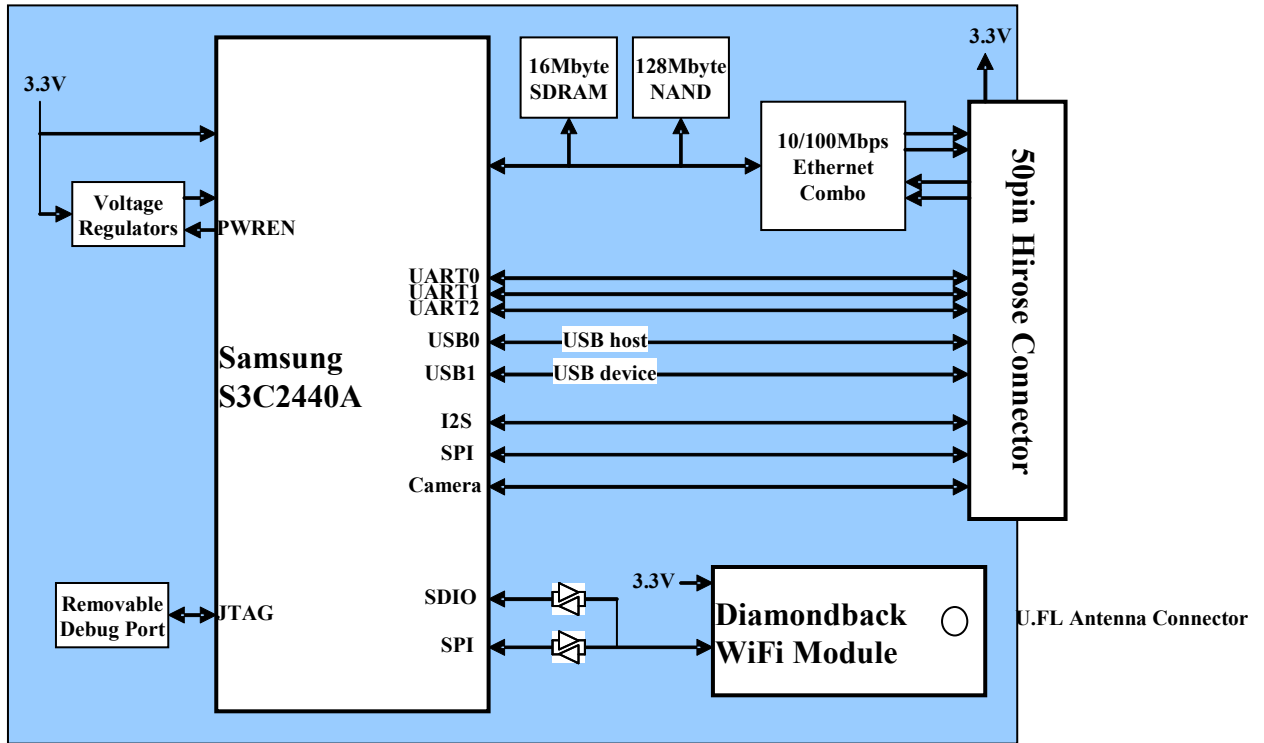 3.3V
16Mbyte
SDRAM
128Mbyte
NAND
3.3V
10/100Mbps
Ethernet
Combo
50pin Hirose Connector
Voltage
Regulators
PWREN
UART0
UART1
UART2
USB0
USB host
USB1
USB device
Samsung
S3C2440A
I2S
SPI
Camera
Removable
Debug Port
JTAG
SDIO
SPI
3.3V
Diamondback
WiFi Module
U.FL Antenna Connector